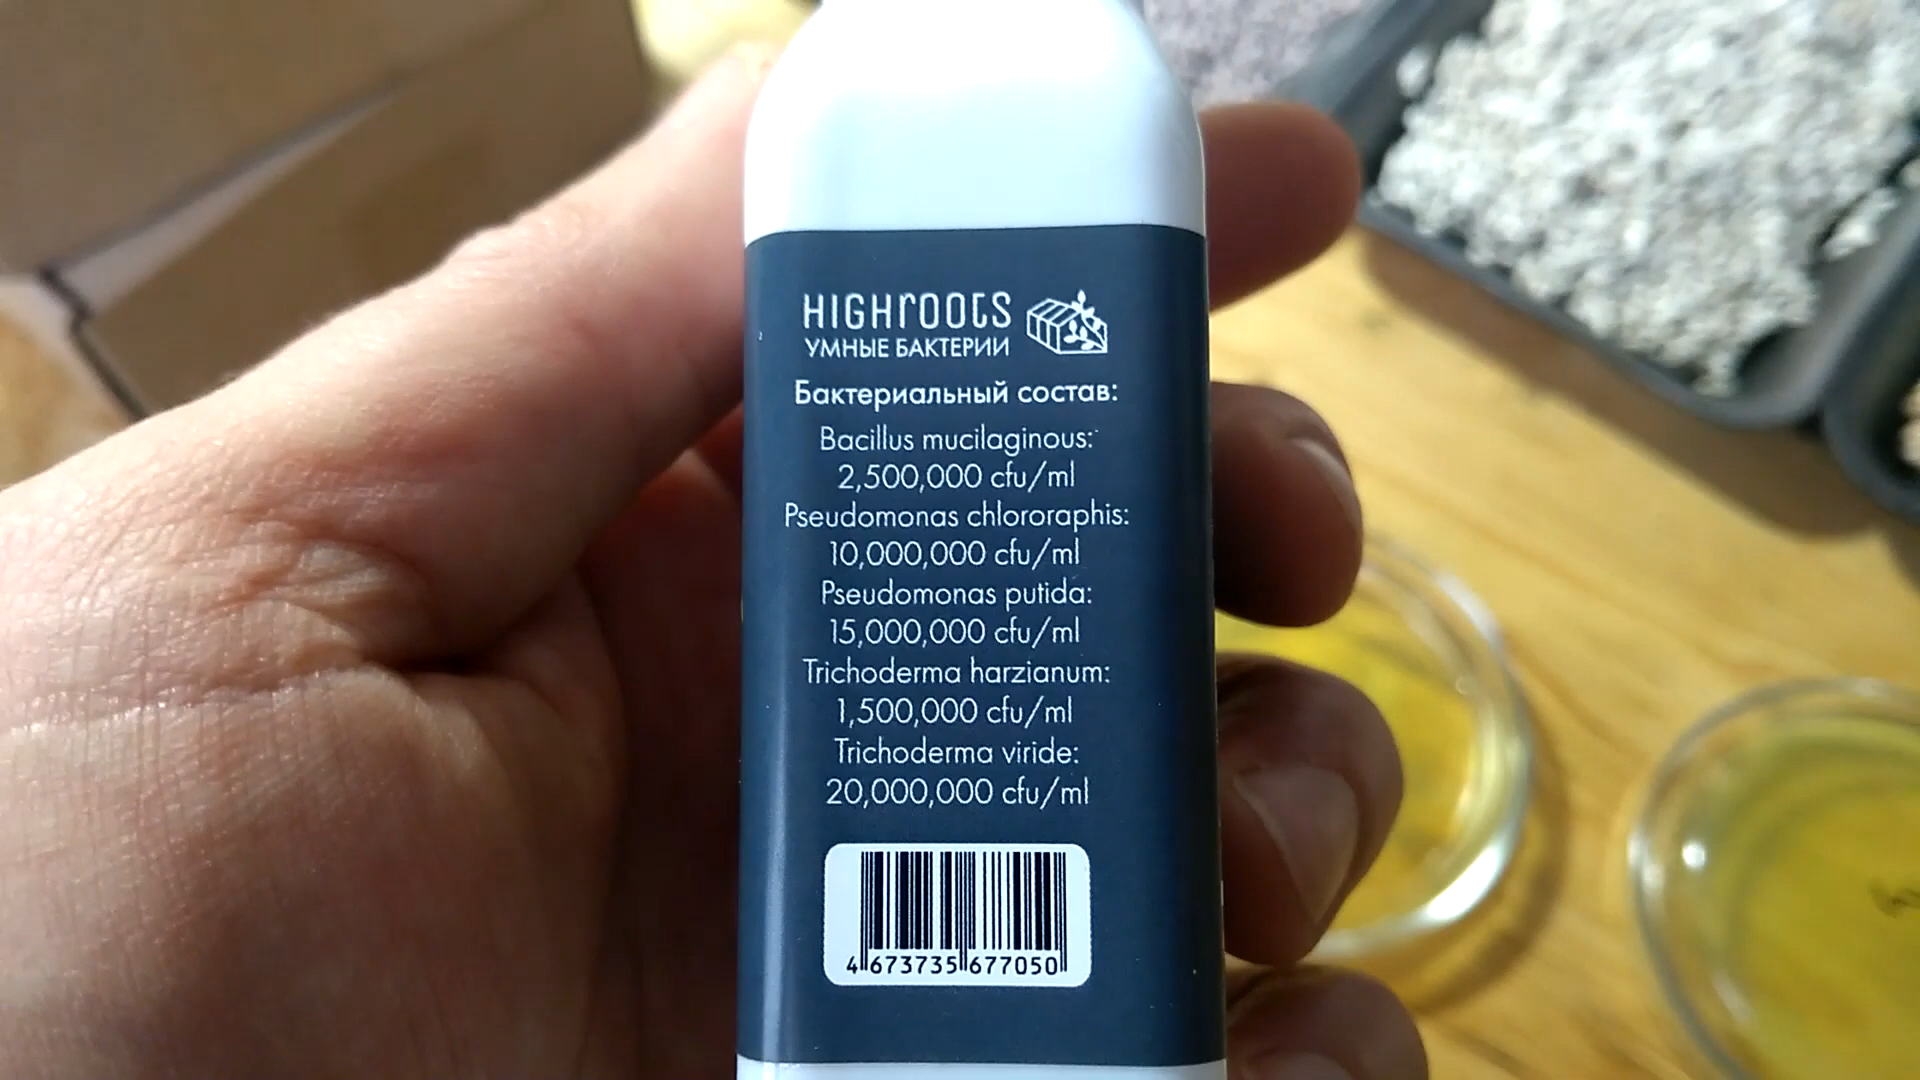 HIGHROOTS
УМНЫЕ БАКТЕРИИ
Бактериальный состав:
Bacillus mucilaginous:
2,500,000 cfu/ml
Pseudomonas chlororaphis:
10,000,000 cfu/ml
Pseudomonas putida:
15,000,000 cfu/ml
Trichoderma harzianum:
1,500,000 cfu/ml
Trichoderma viride:
20,000,000 cfu/ml
4 673735 677050